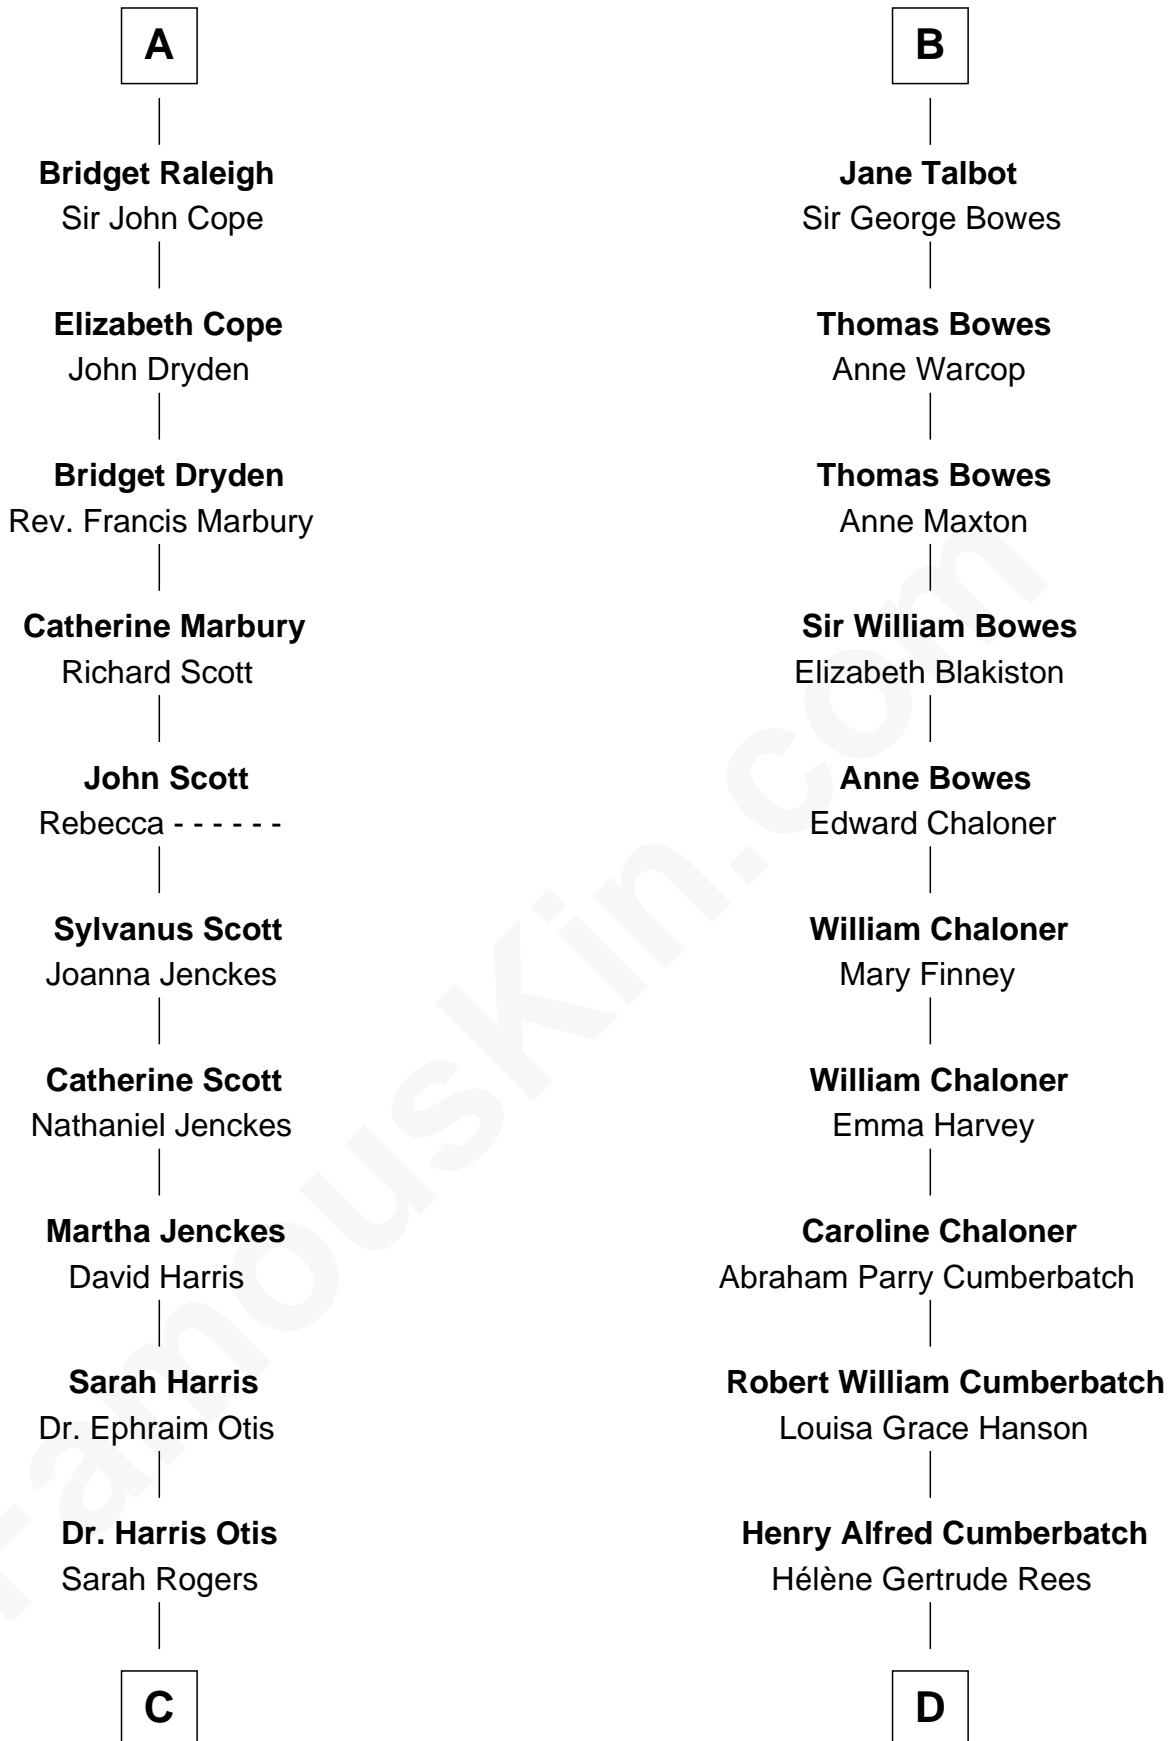 A
Bridget Raleigh
Sir John Cope
Elizabeth Cope
John Dryden
Bridget Dryden
Rev. Francis Marbury
Catherine Marbury
Richard Scott
John Scott
Rebecca - - - - - -
Sylvanus Scott
Joanna Jenckes
Catherine Scott
Nathaniel Jenckes
Martha Jenckes
David Harris
Sarah Harris
Dr. Ephraim Otis
Dr. Harris Otis
Sarah Rogers
C
B
Jane Talbot
Sir George Bowes
Thomas Bowes
Anne Warcop
Thomas Bowes
Anne Maxton
Sir William Bowes
Elizabeth Blakiston
Anne Bowes
Edward Chaloner
William Chaloner
Mary Finney
William Chaloner
Emma Harvey
Caroline Chaloner
Abraham Parry Cumberbatch
Robert William Cumberbatch
Louisa Grace Hanson
Henry Alfred Cumberbatch
Hélène Gertrude Rees
D
FamousKin.com